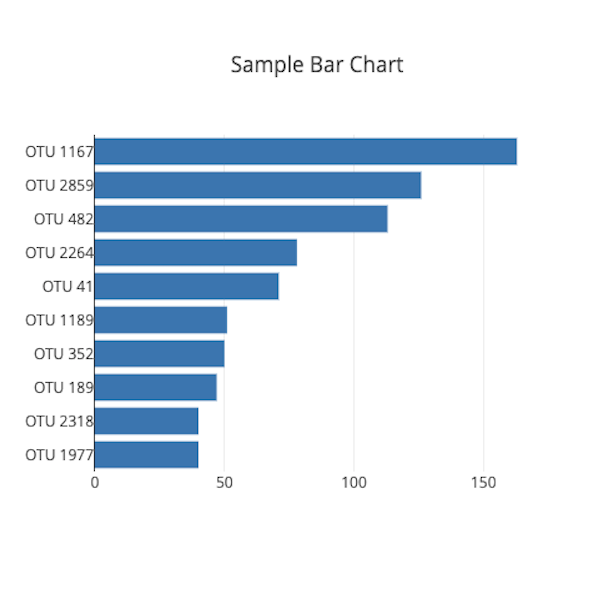 Sample Bar Chart
OTU 1167
OTU 2859
OTU 482
OTU 2264
OTU 41
OTU 1189
OTU 352
OTU 189
OTU 2318
OTU 1977
0 50 100 150